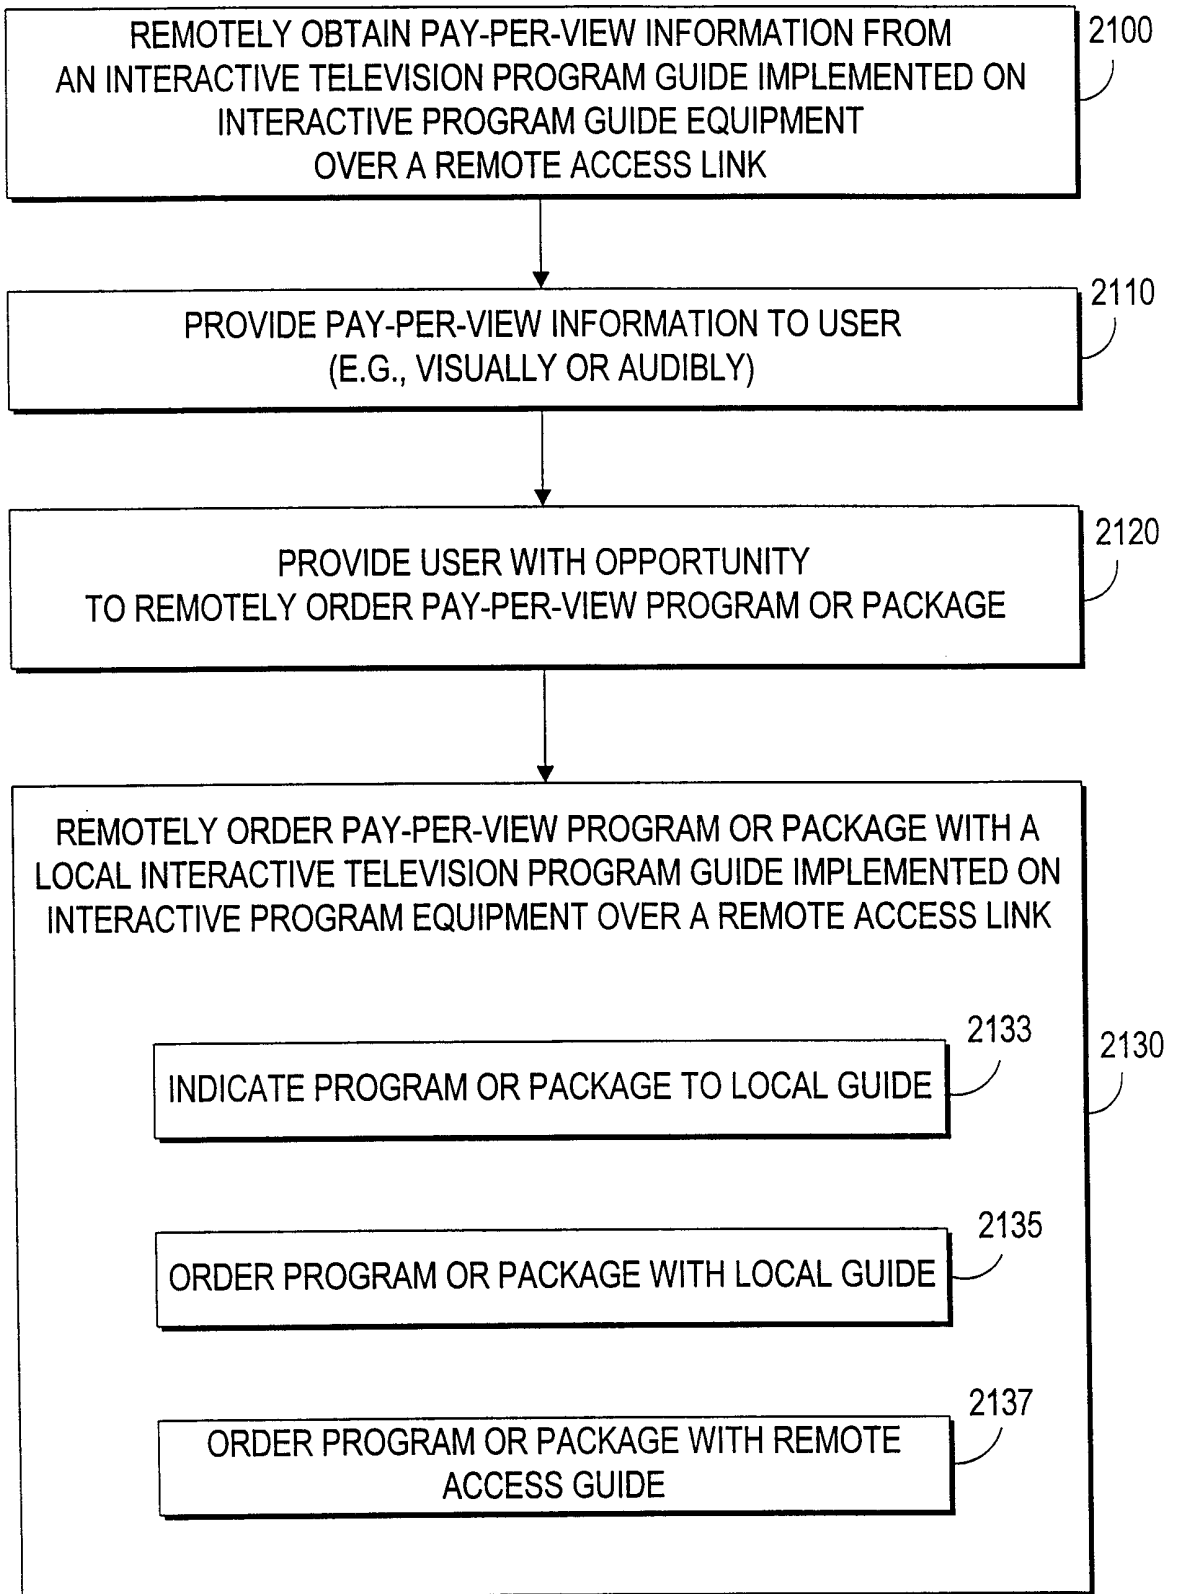 REMOTELY OBTAIN PAY-PER-VIEW INFORMATION FROM
AN INTERACTIVE TELEVISION PROGRAM GUIDE IMPLEMENTED ON
INTERACTIVE PROGRAM GUIDE EQUIPMENT
OVER A REMOTE ACCESS LINK
2100
PROVIDE PAY-PER-VIEW INFORMATION TO USER
(E.G., VISUALLY OR AUDIBLY)
2110
PROVIDE USER WITH OPPORTUNITY
TO REMOTELY ORDER PAY-PER-VIEW PROGRAM OR PACKAGE
2120
REMOTELY ORDER PAY-PER-VIEW PROGRAM OR PACKAGE WITH A
LOCAL INTERACTIVE TELEVISION PROGRAM GUIDE IMPLEMENTED ON
INTERACTIVE PROGRAM EQUIPMENT OVER A REMOTE ACCESS LINK
2130
INDICATE PROGRAM OR PACKAGE TO LOCAL GUIDE
2133
ORDER PROGRAM OR PACKAGE WITH LOCAL GUIDE
2135
ORDER PROGRAM OR PACKAGE WITH REMOTE
ACCESS GUIDE
2137